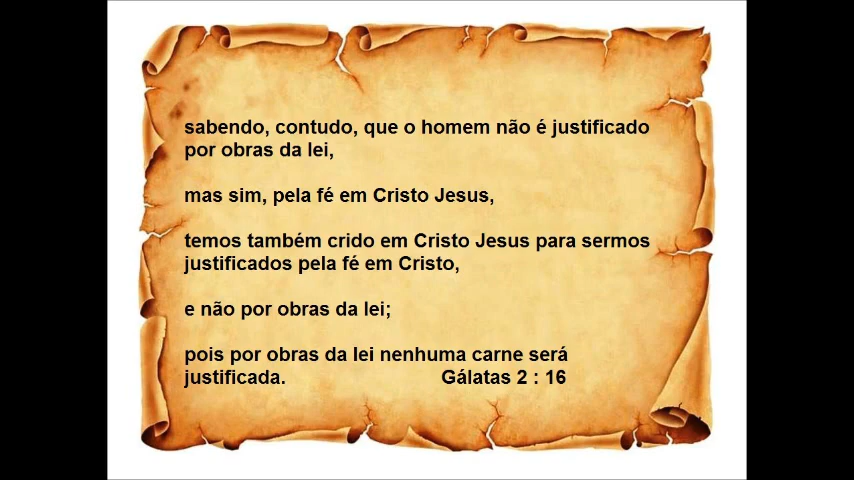 sabendo, contudo, que o homem não é justificado
por obras da lei,
mas sim, pela fé em Cristo Jesus,
temos também crido em Cristo Jesus para sermos
justificados pela fé em Cristo,
e não por obras da lei;
pois por obras da lei nenhuma carne será
justificada. Gálatas 2 : 16